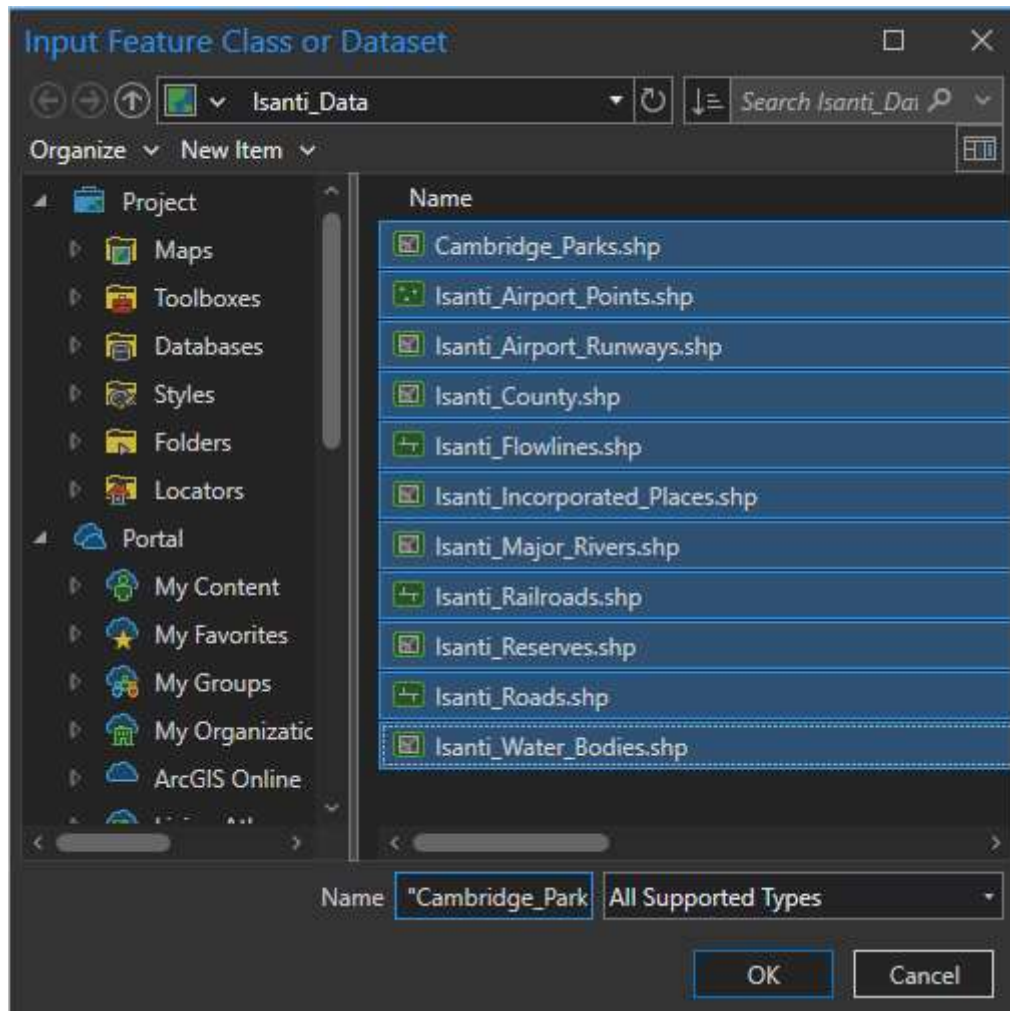 Input Feature Class or Dataset
Isanti_Data
Search Isanti_Dat
Organize New Item
Project
Maps
Toolboxes
Databases
Styles
Folders
Locators
Portal
My Content
My Favorites
My Groups
My Organizatic
ArcGIS Online
Name
Cambridge_Parks.shp
Isanti_Airport_Points.shp
Isanti_Airport_Runways.shp
Isanti_County.shp
Isanti_Flowlines.shp
Isanti_Incorporated_Places.shp
Isanti_Major_Rivers.shp
Isanti_Railroads.shp
Isanti_Reserves.shp
Isanti_Roads.shp
Isanti_Water_Bodies.shp
Name "Cambridge_Park All Supported Types
OK Cancel